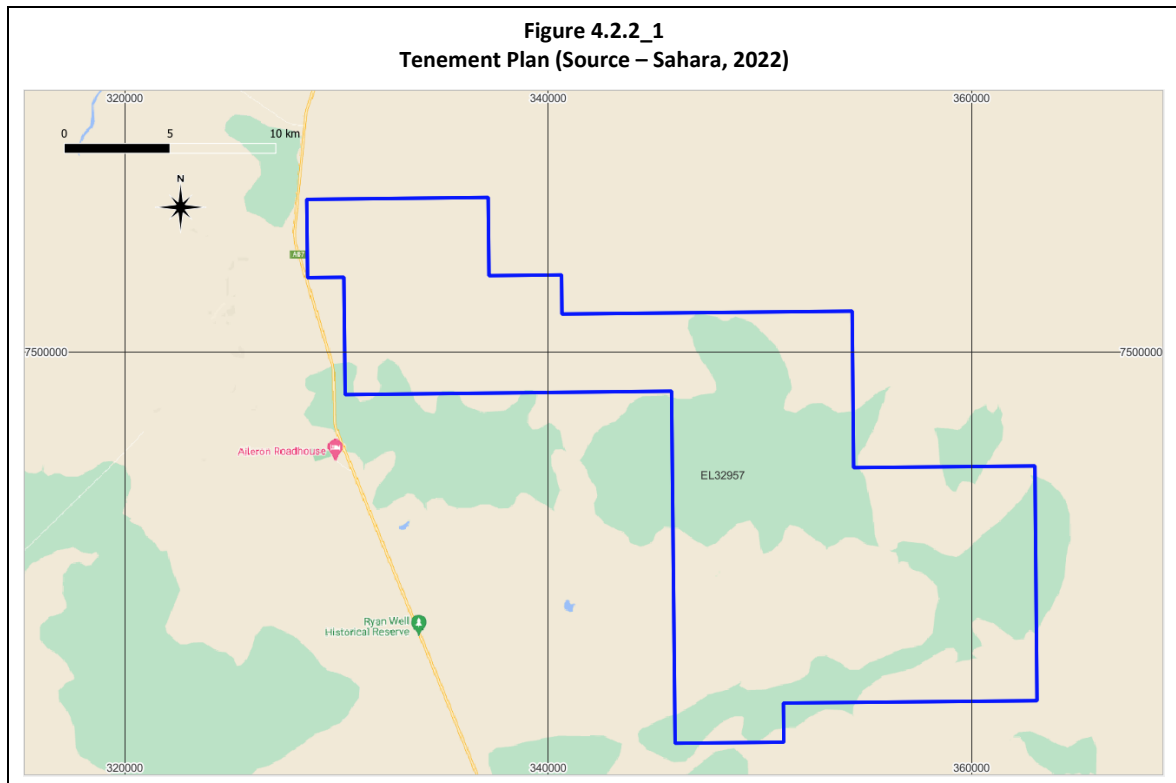 Figure 4.2.2_1
Tenement Plan (Source – Sahara, 2022)
320000
340000
360000
0
5
10 km
N
A87
7500000
7500000
Aileron Roadhouse
EL32957
Ryan Well
Historical Reserve
320000
340000
360000